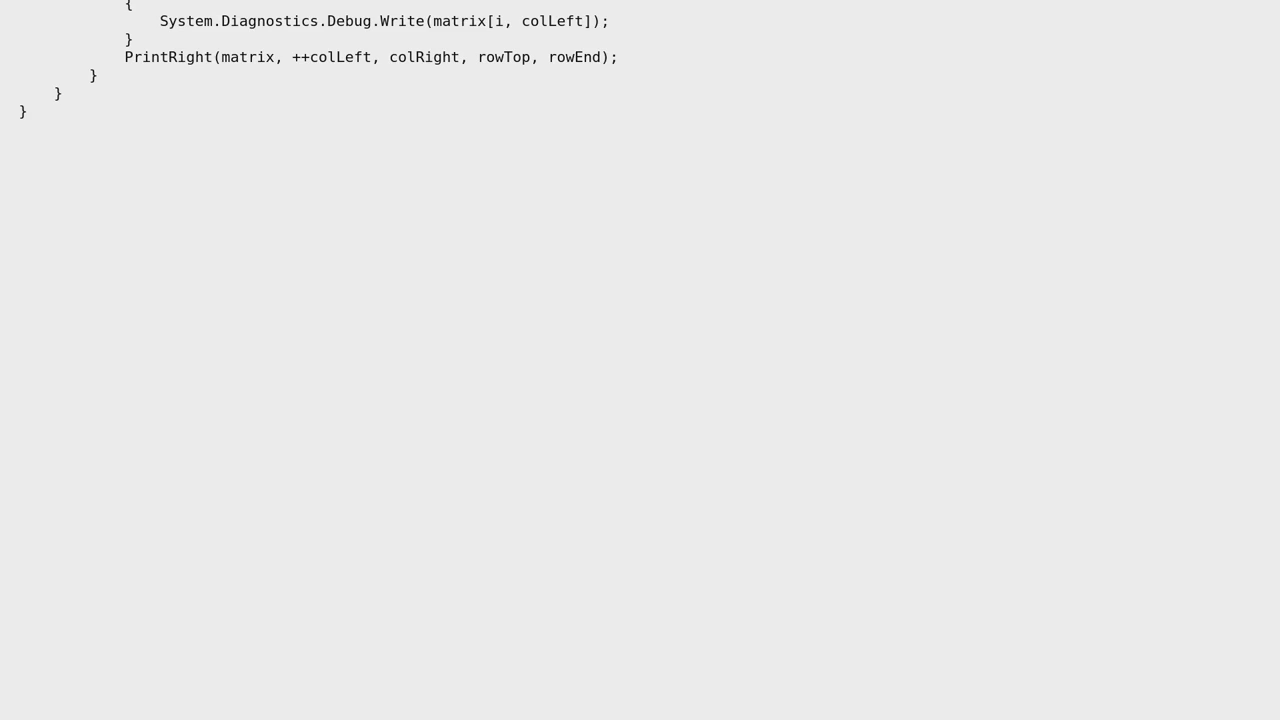 {
                System.Diagnostics.Debug.Write(matrix[i, colLeft]);
            }
            PrintRight(matrix, ++colLeft, colRight, rowTop, rowEnd);
        }
    }
}